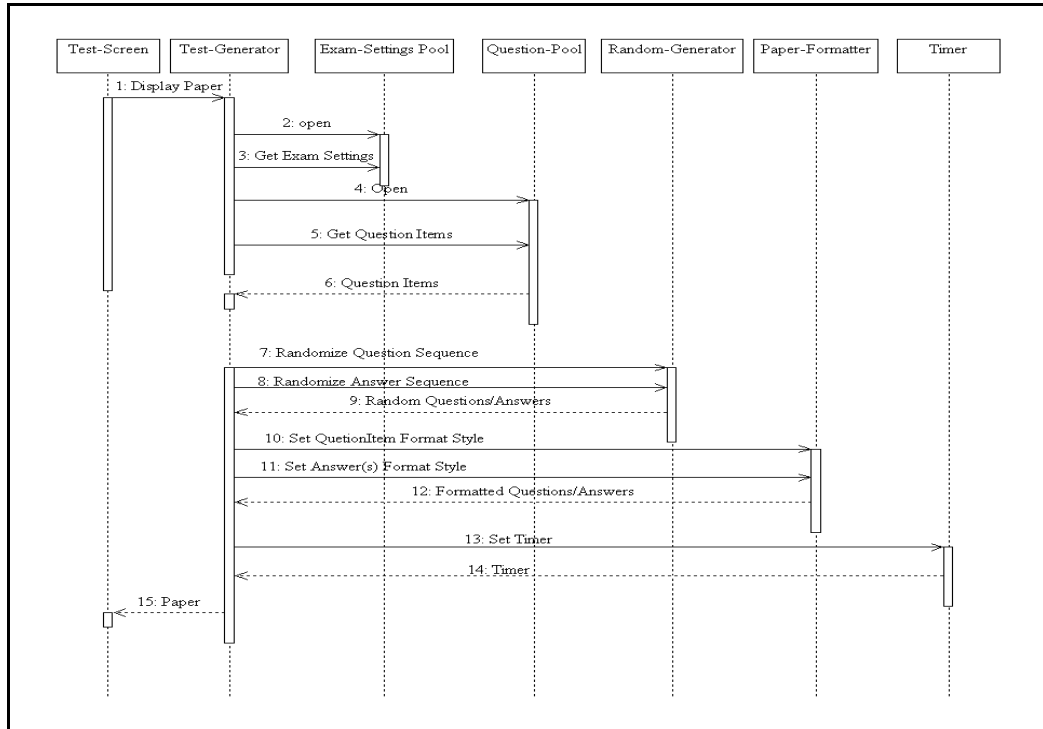 Test-Screen
Test-Generator
Exam-Settings Pool
Question-Pool
Random-Generator
Paper-Formatter
Timer
1: Display Paper
2: open
3: Get Exam Settings
4: Open
5: Get Question Items
6: Question Items
7: Randomize Question Sequence
8: Randomize Answer Sequence
9: Random Questions/Answers
10: Set QuetionItem Format Style
11: Set Answer(s) Format Style
12: Formatted Questions/Answers
13: Set Timer
14: Timer
15: Paper